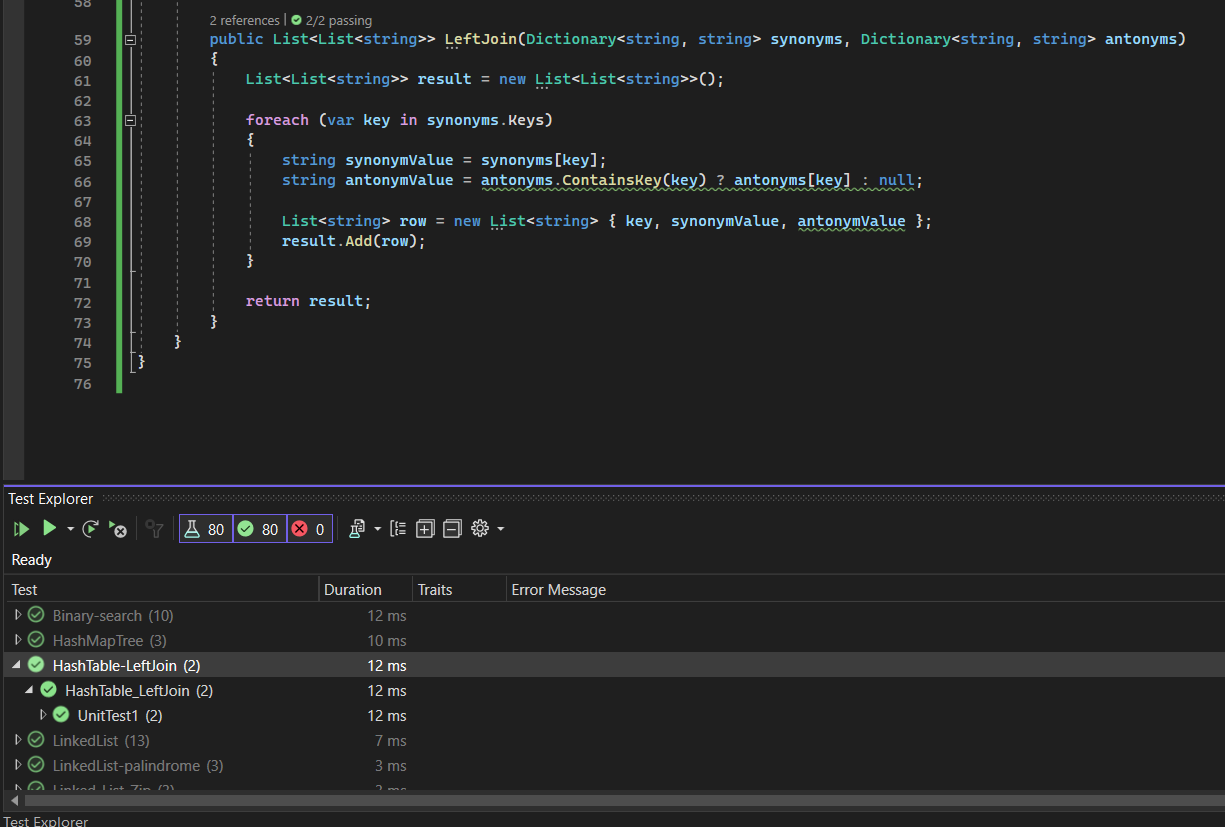 58
2 references | 2/2 passing
59 public List<List<string>> LeftJoin(Dictionary<string, string> synonyms, Dictionary<string, string> antonyms)
60 {
61 List<List<string>> result = new List<List<string>>();
62
63 foreach (var key in synonyms.Keys)
64 {
65 string synonymValue = synonyms[key];
66 string antonymValue = antonyms.ContainsKey(key) ? antonyms[key] : null;
67
68 List<string> row = new List<string> { key, synonymValue, antonymValue };
69 result.Add(row);
70 }
71
72 return result;
73 }
74 }
75 }
76
Test Explorer
80 80 0
Ready
Test Duration Traits Error Message
Binary-search (10) 12 ms
HashMapTree (3) 10 ms
HashTable-LeftJoin (2) 12 ms
HashTable_LeftJoin (2) 12 ms
UnitTest1 (2) 12 ms
LinkedList (13) 7 ms
LinkedList-palindrome (3) 3 ms
Test Explorer